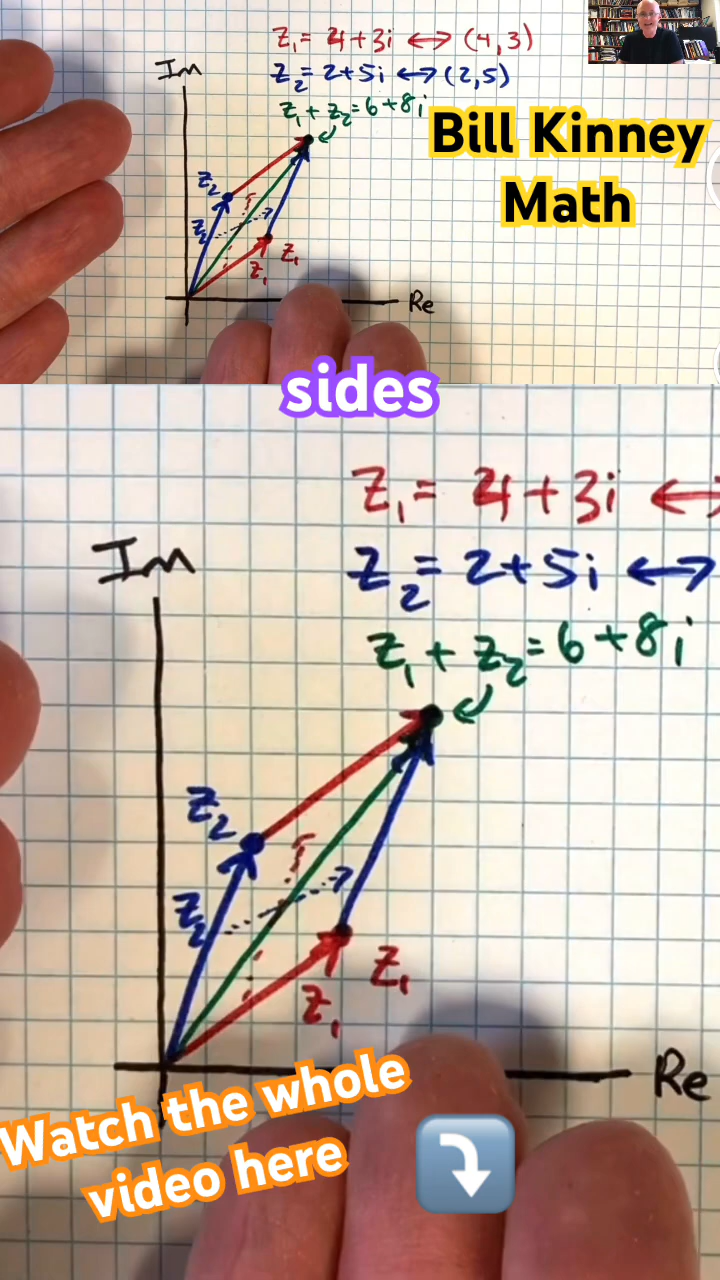 Z₁ = 4+3i ↔ (4,3)
Im
Z₂ = 2+5i ↔ (2,5)
Z₁ + Z₂ = 6+8i
Bill Kinney
Math
Z₂
Z₂
Z₁
Z₁
Re
sides
Z₁ = 4+3i ↔
Im
Z₂ = 2+5i ↔
Z₁ + Z₂ = 6+8i
Z₂
Z₂
Z₁
Z₁
Re
Watch the whole
video here